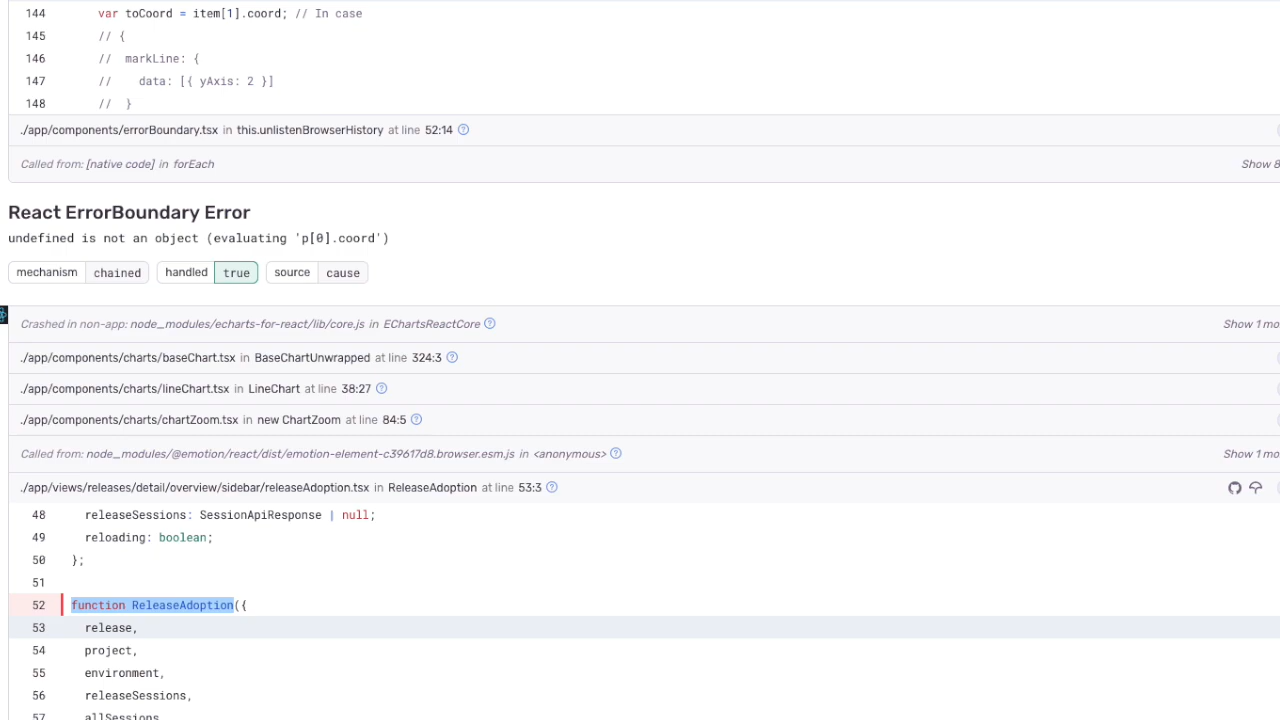 144 var toCoord = item[1].coord; // In case
145 // {
146 // markLine: {
147 // data: [{ yAxis: 2 }]
148 // }
./app/components/errorBoundary.tsx in this.unlistenBrowserHistory at line 52:14
Called from: [native code] in forEach Show 8
React ErrorBoundary Error
undefined is not an object (evaluating 'p[0].coord')
mechanism chained handled true source cause
Crashed in non-app: node_modules/echarts-for-react/lib/core.js in EChartsReactCore Show 1 mo
./app/components/charts/baseChart.tsx in BaseChartUnwrapped at line 324:3
./app/components/charts/lineChart.tsx in LineChart at line 38:27
./app/components/charts/chartZoom.tsx in new ChartZoom at line 84:5
Called from: node_modules/@emotion/react/dist/emotion-element-c39617d8.browser.esm.js in <anonymous> Show 1 mo
./app/views/releases/detail/overview/sidebar/releaseAdoption.tsx in ReleaseAdoption at line 53:3
48 releaseSessions: SessionApiResponse | null;
49 reloading: boolean;
50 };
51
52 function ReleaseAdoption({
53 release,
54 project,
55 environment,
56 releaseSessions,
57 allSessions